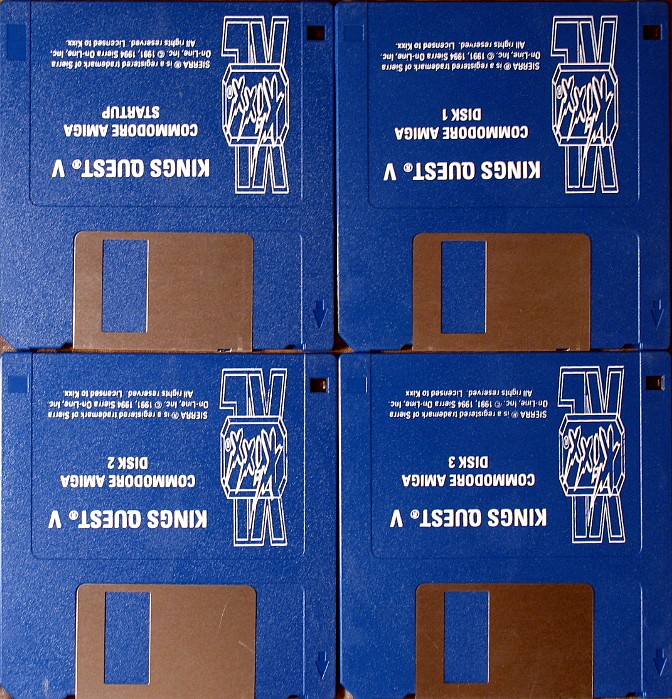 KINGS QUEST® V
COMMODORE AMIGA
STARTUP
SIERRA ® is a registered trademark of Sierra
On-Line, Inc. © 1991, 1994 Sierra On-Line, Inc.
All rights reserved. Licensed to Kixx
KINGS QUEST® V
COMMODORE AMIGA
DISK 1
SIERRA ® is a registered trademark of Sierra
On-Line, Inc. 1991, 1994 Sierra On-Line, Inc.
All rights reserved. Licensed to Kixx
KINGS QUEST® V
COMMODORE AMIGA
DISK 2
SIERRA ® is a registered trademark of Sierra
On-Line, Inc. © 1991, 1994 Sierra On-Line, Inc.
All rights reserved. Licensed to Kixx
KINGS QUEST® V
COMMODORE AMIGA
DISK 3
SIERRA ® is a registered trademark of Sierra
On-Line, Inc. 1991, 1994 Sierra On-Line, Inc.
All rights reserved. Licensed to Kixx